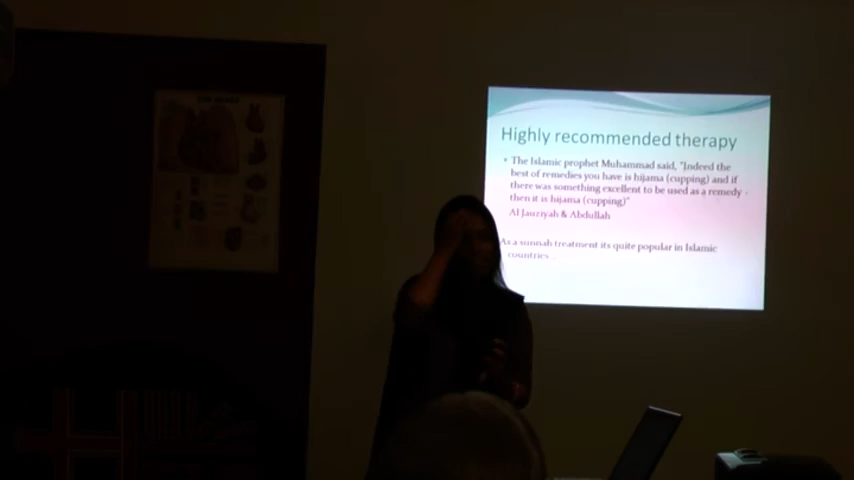 Highly recommended therapy
• The Islamic prophet Muhammad said, "Indeed the
best of remedies you have is hijama (cupping) and if
there was something excellent to be used as a remedy -
then it is hijama (cupping)"
Al Jauziyah & Abdullah
As a sunnah treatment its quite popular in Islamic
countries ..